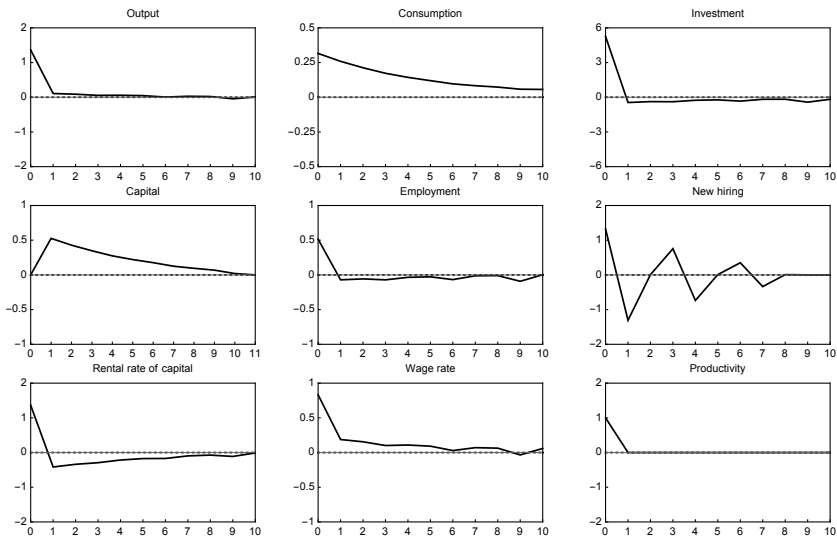 Output Consumption Investment
2 0.5 6
1 0.25 3
0 0 0
−1 −0.25 −3
−2 −0.5 −6
0 1 2 3 4 5 6 7 8 9 10 0 1 2 3 4 5 6 7 8 9 10 0 1 2 3 4 5 6 7 8 9 10
Capital Employment New hiring
1 1 2
0.5 0.5 1
0 0 0
−0.5 −0.5 −1
−1 −1 −2
0 1 2 3 4 5 6 7 8 9 10 11 0 1 2 3 4 5 6 7 8 9 10 0 1 2 3 4 5 6 7 8 9 10
Rental rate of capital Wage rate Productivity
2 1 2
1 0.5 1
0 0 0
−1 −0.5 −1
−2 −1 −2
0 1 2 3 4 5 6 7 8 9 10 0 1 2 3 4 5 6 7 8 9 10 0 1 2 3 4 5 6 7 8 9 10